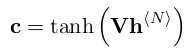 c = tanh(Vh⟨N⟩)